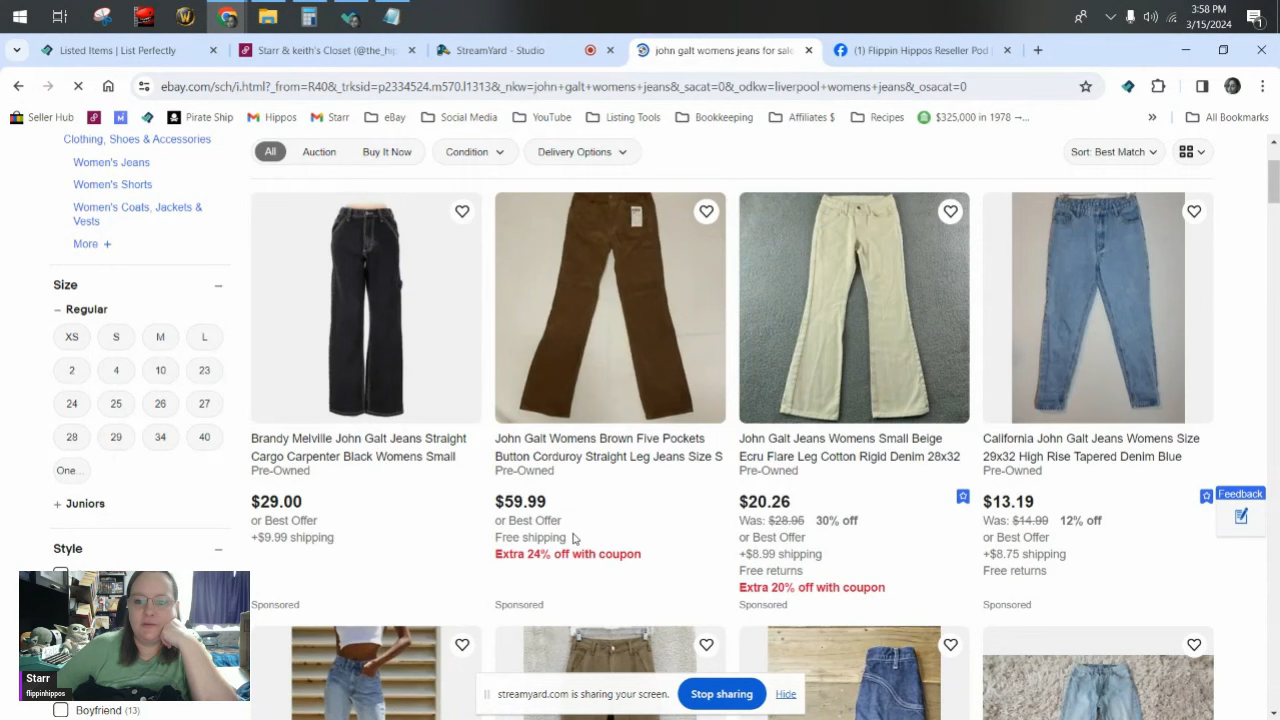 3:58 PM
3/15/2024
Listed Items | List Perfectly
Starr & keith's Closet (@the_hi
StreamYard - Studio
john galt womens jeans for sale
(1) Flippin Hippos Reseller Pod
ebay.com/sch/i.html?_from=R40&_trksid=p2334524.m570.l1313&_nkw=john+galt+womens+jeans&_sacat=0&_odkw=liverpool+womens+jeans&_osacat=0
Seller Hub
Pirate Ship
Hippos
Starr
eBay
Social Media
YouTube
Listing Tools
Bookkeeping
Affiliates $
Recipes
$325,000 in 1978 →...
All Bookmarks
Clothing, Shoes & Accessories
Women's Jeans
Women's Shorts
Women's Coats, Jackets &
Vests
More +
All
Auction
Buy It Now
Condition
Delivery Options
Sort: Best Match
Size
Regular
XS S M L
2 4 10 23
24 25 26 27
28 29 34 40
One...
+ Juniors
Style
Boyfriend (13)
Brandy Melville John Galt Jeans Straight
Cargo Carpenter Black Womens Small
Pre-Owned
$29.00
or Best Offer
+$9.99 shipping
Sponsored
John Galt Womens Brown Five Pockets
Button Corduroy Straight Leg Jeans Size S
Pre-Owned
$59.99
or Best Offer
Free shipping
Extra 24% off with coupon
Sponsored
John Galt Jeans Womens Small Beige
Ecru Flare Leg Cotton Rigid Denim 28x32
Pre-Owned
$20.26
Was: $28.95 30% off
or Best Offer
+$8.99 shipping
Free returns
Extra 20% off with coupon
Sponsored
California John Galt Jeans Womens Size
29x32 High Rise Tapered Denim Blue
Pre-Owned
$13.19
Was: $14.99 12% off
or Best Offer
+$8.75 shipping
Free returns
Sponsored
Feedback
Starr
flippinhippos
streamyard.com is sharing your screen.
Stop sharing
Hide